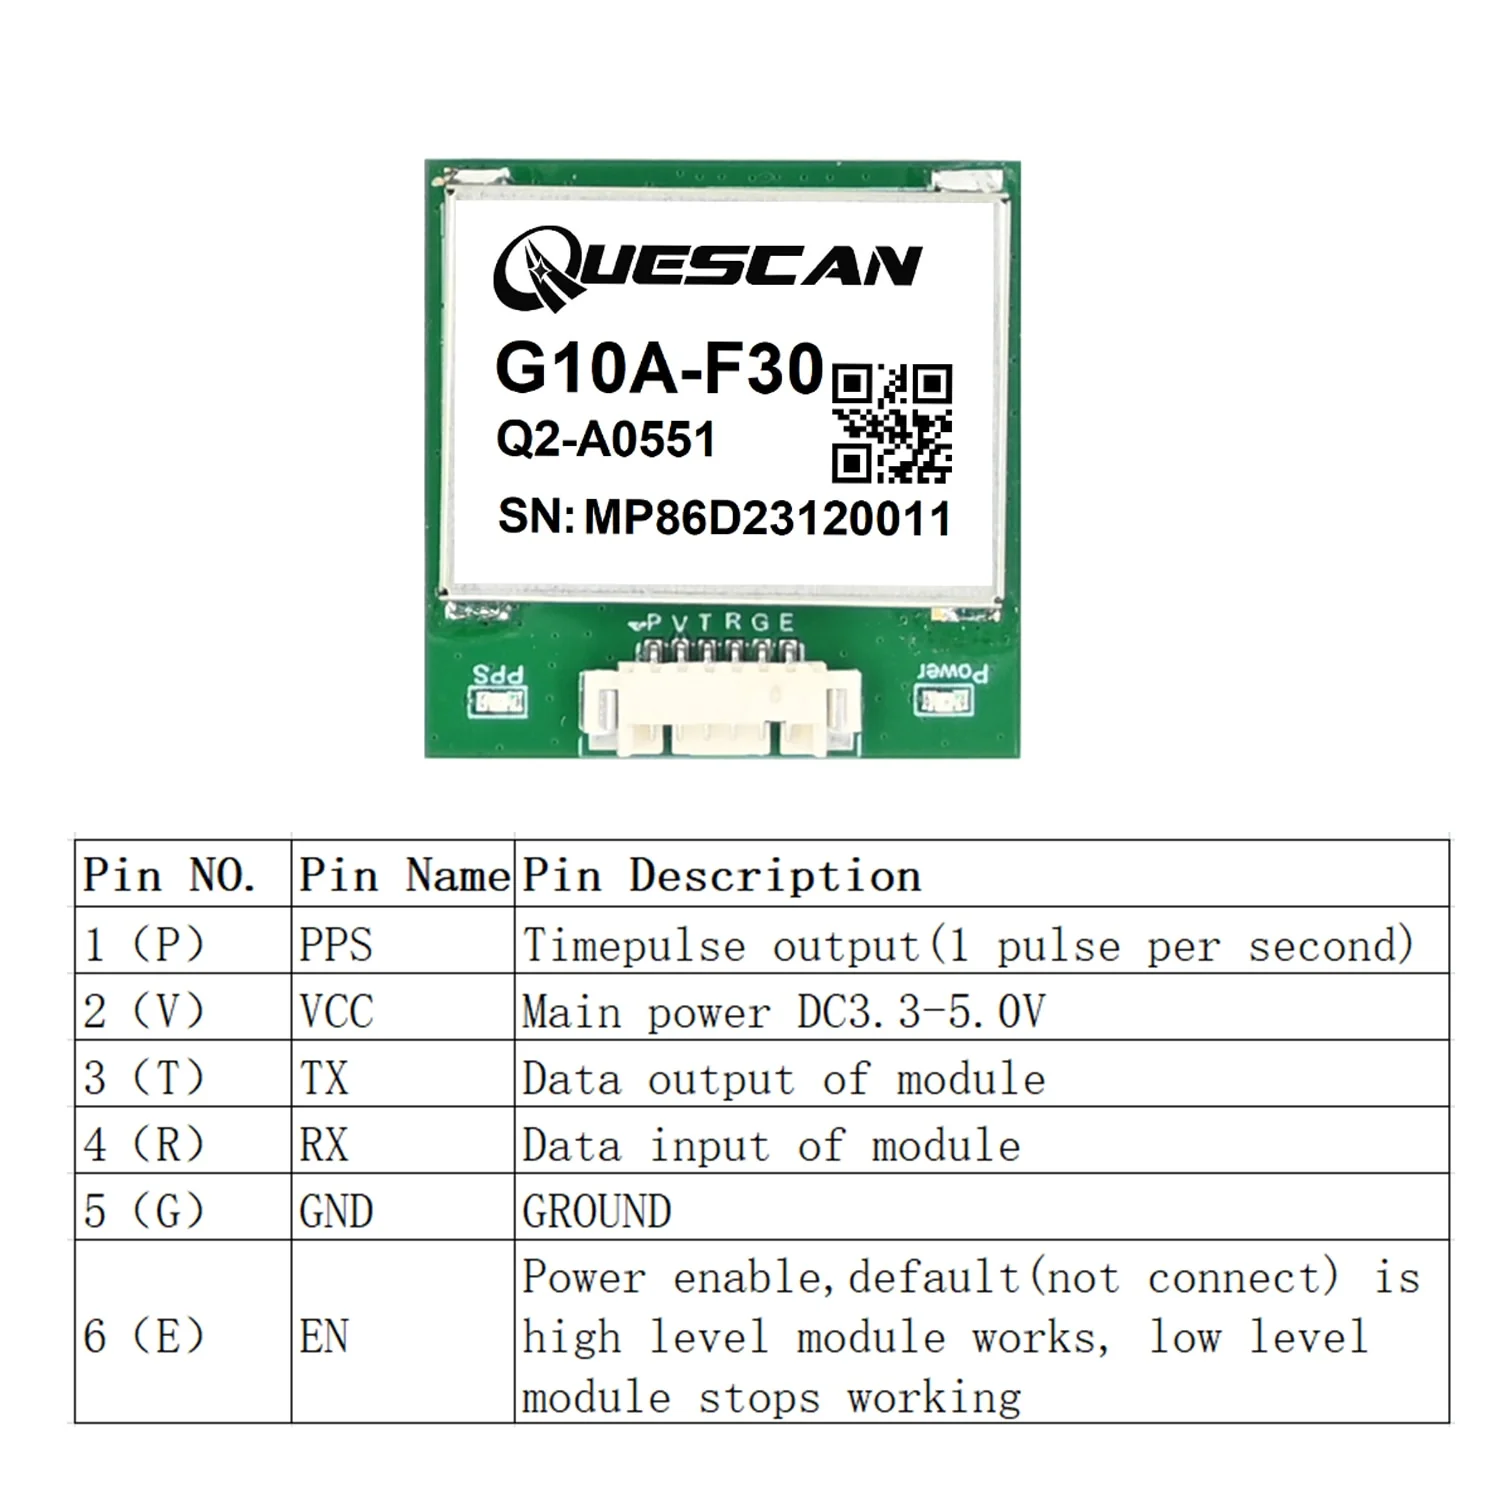 QUESCAN
G10A-F30
Q2-A0551
SN: MP86D23120011
P V T R G E
PPS
Power
Pin NO. Pin Name Pin Description
1（P） PPS Timepulse output(1 pulse per second)
2（V） VCC Main power DC3.3-5.0V
3（T） TX Data output of module
4（R） RX Data input of module
5（G） GND GROUND
6（E） EN Power enable,default(not connect) is
high level module works, low level
module stops working